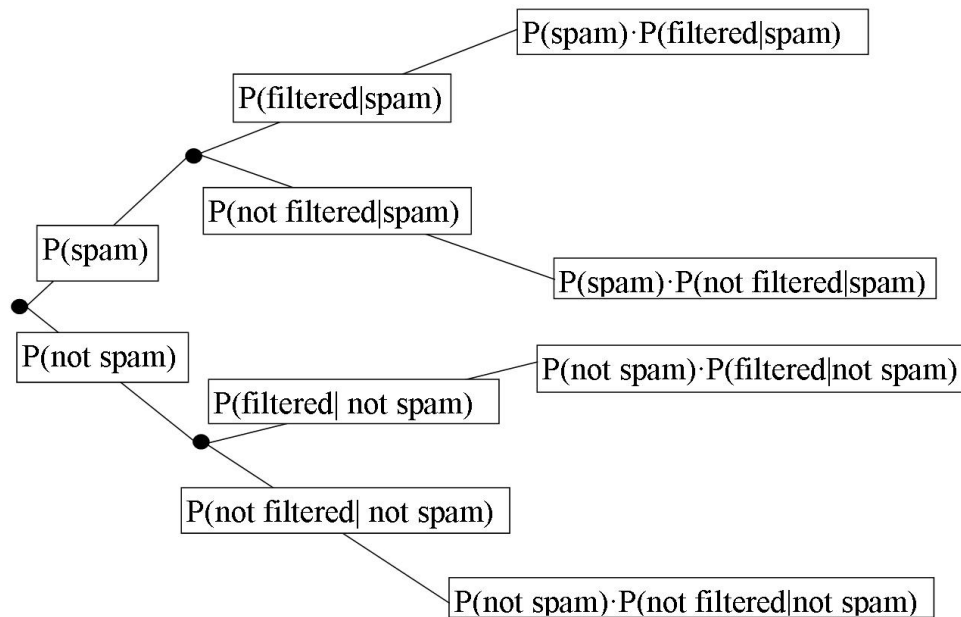 P(spam)·P(filtered|spam)
P(filtered|spam)
P(not filtered|spam)
P(spam)
P(spam)·P(not filtered|spam)
P(not spam)
P(not spam)·P(filtered|not spam)
P(filtered| not spam)
P(not filtered| not spam)
P(not spam)·P(not filtered|not spam)